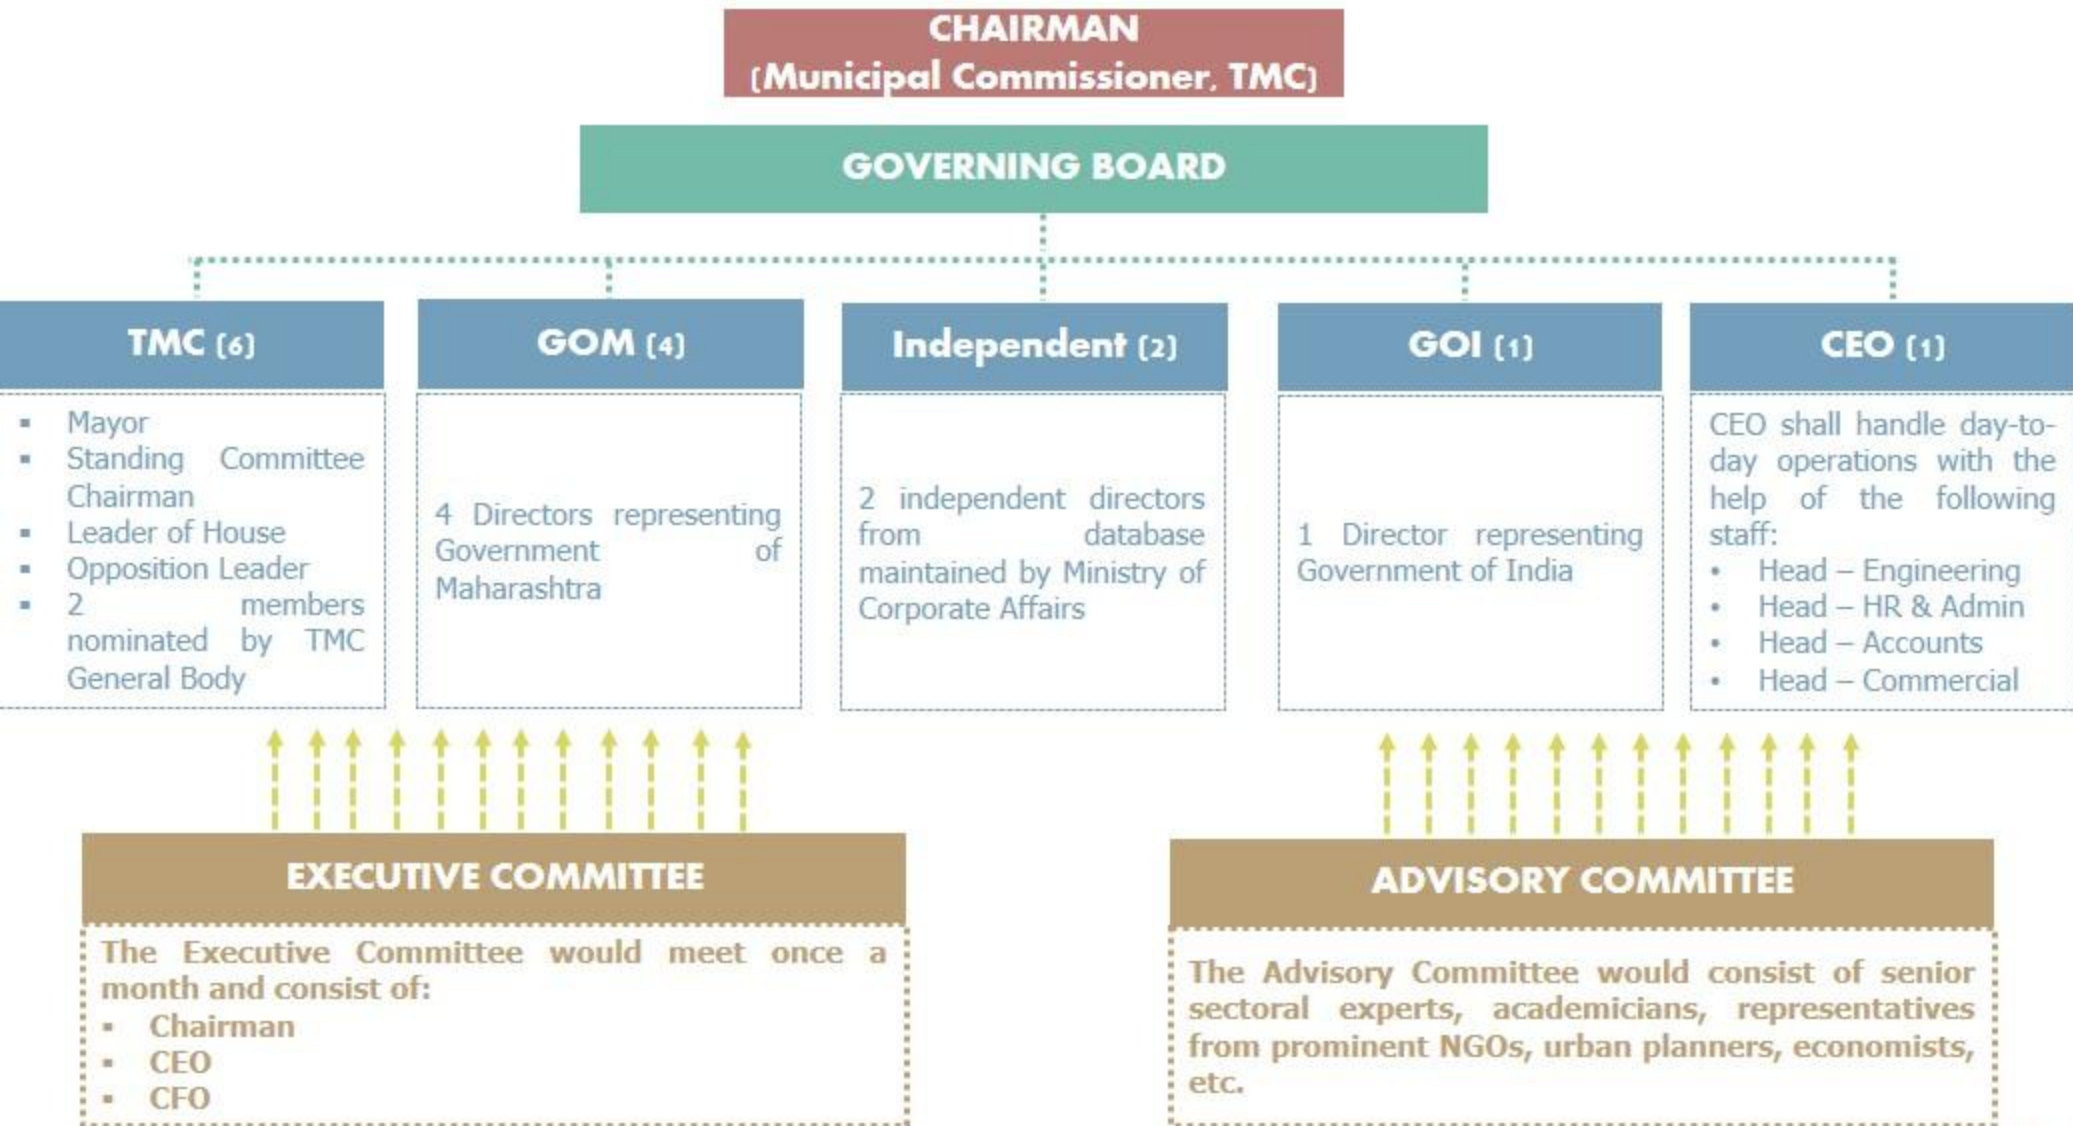 CHAIRMAN
(Municipal Commissioner, TMC)
GOVERNING BOARD
TMC (6)
▪ Mayor
▪ Standing Committee
Chairman
▪ Leader of House
▪ Opposition Leader
▪ 2 members
nominated by TMC
General Body
GOM (4)
4 Directors representing
Government of
Maharashtra
Independent (2)
2 independent directors
from database
maintained by Ministry of
Corporate Affairs
GOI (1)
1 Director representing
Government of India
CEO (1)
CEO shall handle day-to-
day operations with the
help of the following
staff:
• Head – Engineering
• Head – HR & Admin
• Head – Accounts
• Head – Commercial
EXECUTIVE COMMITTEE
The Executive Committee would meet once a
month and consist of:
▪ Chairman
▪ CEO
▪ CFO
ADVISORY COMMITTEE
The Advisory Committee would consist of senior
sectoral experts, academicians, representatives
from prominent NGOs, urban planners, economists,
etc.